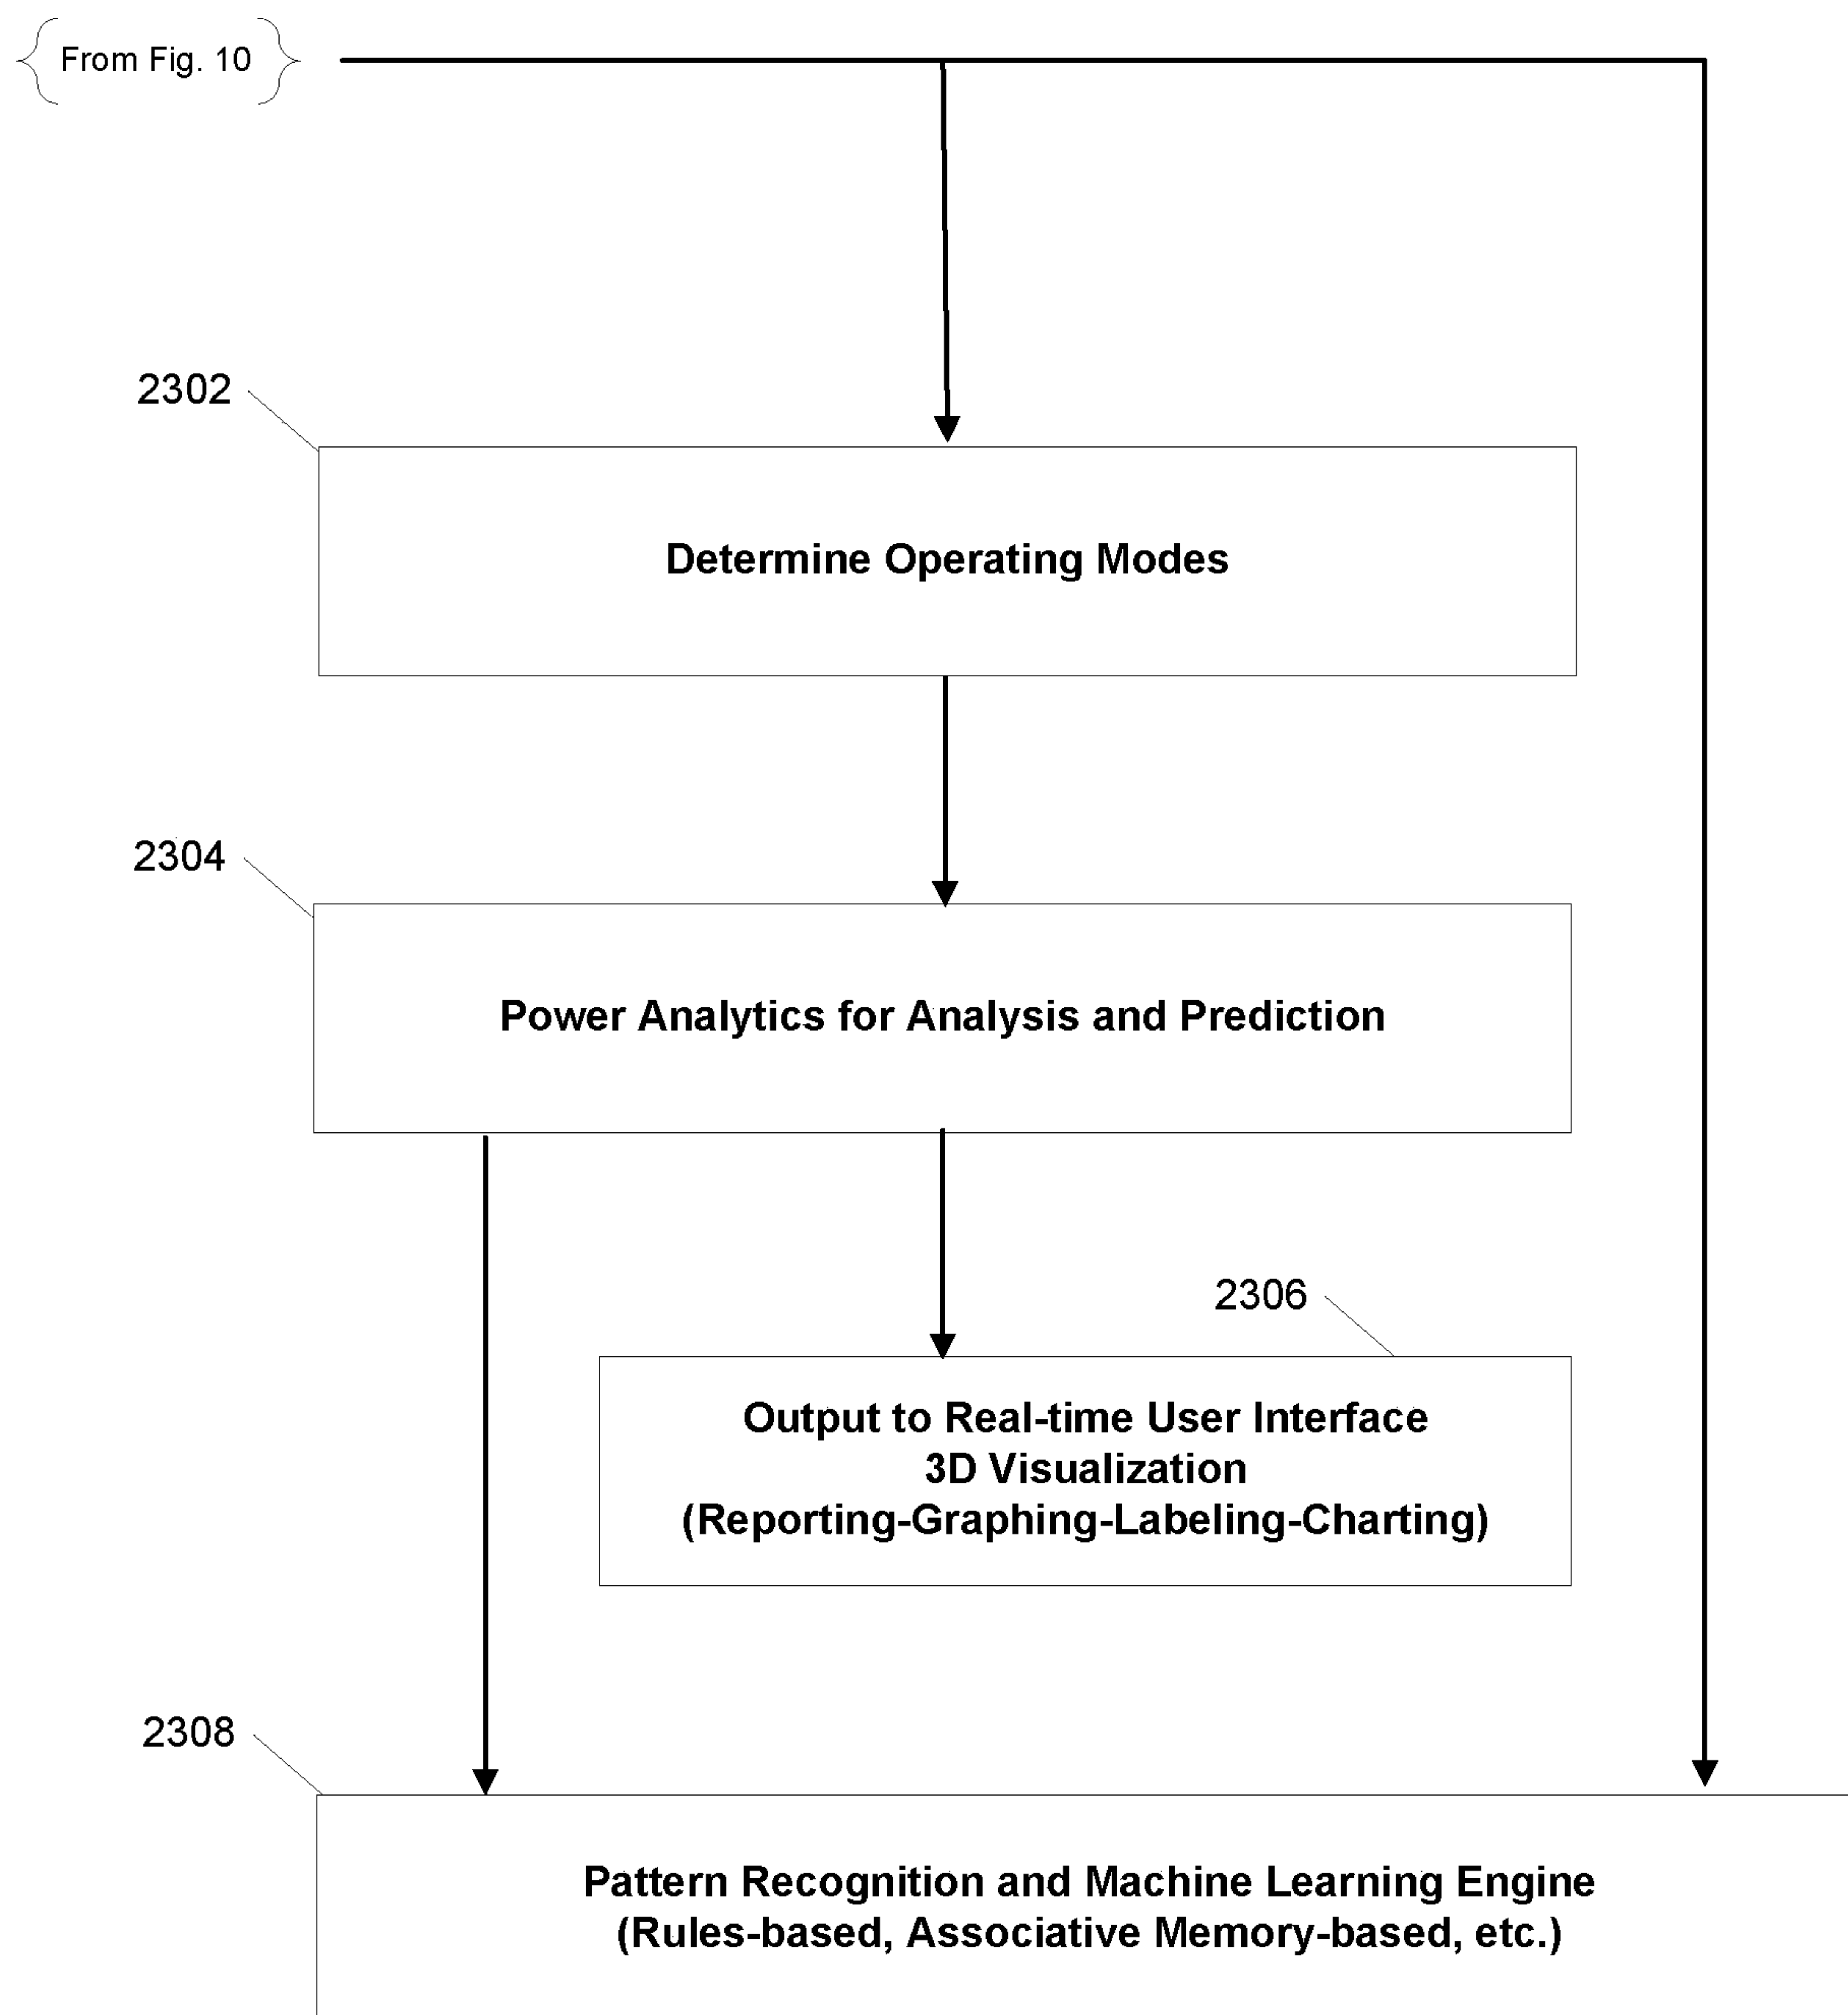 From Fig. 10
2302
Determine Operating Modes
2304
Power Analytics for Analysis and Prediction
2306
Output to Real-time User Interface
3D Visualization
(Reporting-Graphing-Labeling-Charting)
2308
Pattern Recognition and Machine Learning Engine
(Rules-based, Associative Memory-based, etc.)